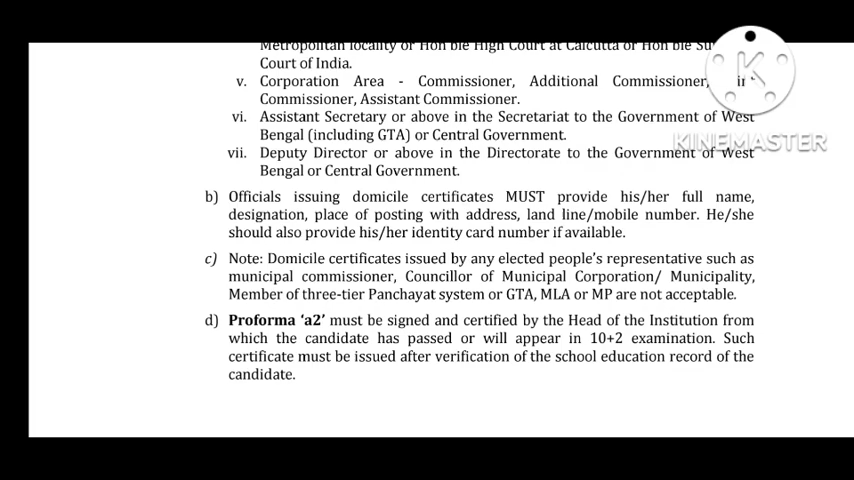 Metropolitan locality or Hon'ble High Court at Calcutta or Hon'ble
Court of India.
v. Corporation Area - Commissioner, Additional Commissioner,
Commissioner, Assistant Commissioner.
vi. Assistant Secretary or above in the Secretariat to the Government of West
Bengal (including GTA) or Central Government.
KINEMASTER
vii. Deputy Director or above in the Directorate to the Government of West
Bengal or Central Government.
b) Officials issuing domicile certificates MUST provide his/her full name,
designation, place of posting with address, land line/mobile number. He/she
should also provide his/her identity card number if available.
c) Note: Domicile certificates issued by any elected people's representative such as
municipal commissioner, Councillor of Municipal Corporation/ Municipality,
Member of three-tier Panchayat system or GTA, MLA or MP are not acceptable.
d) Proforma 'a2' must be signed and certified by the Head of the Institution from
which the candidate has passed or will appear in 10+2 examination. Such
certificate must be issued after verification of the school education record of the
candidate.